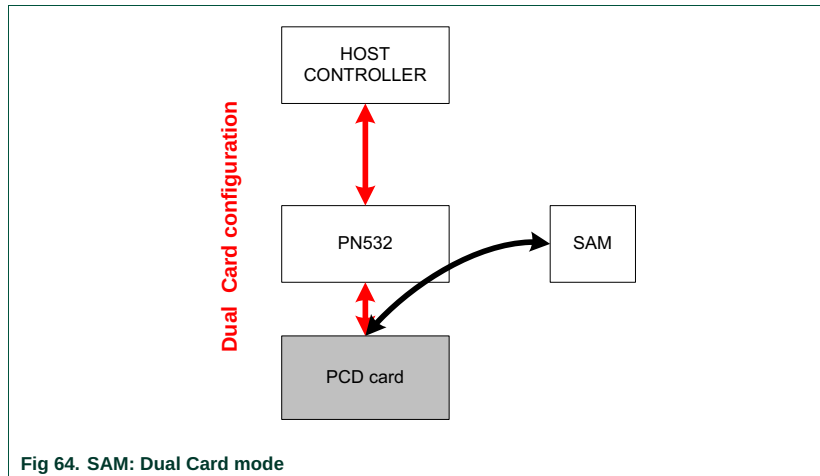 HOST
CONTROLLER
Dual Card configuration
PN532
SAM
PCD card
Fig 64. SAM: Dual Card mode